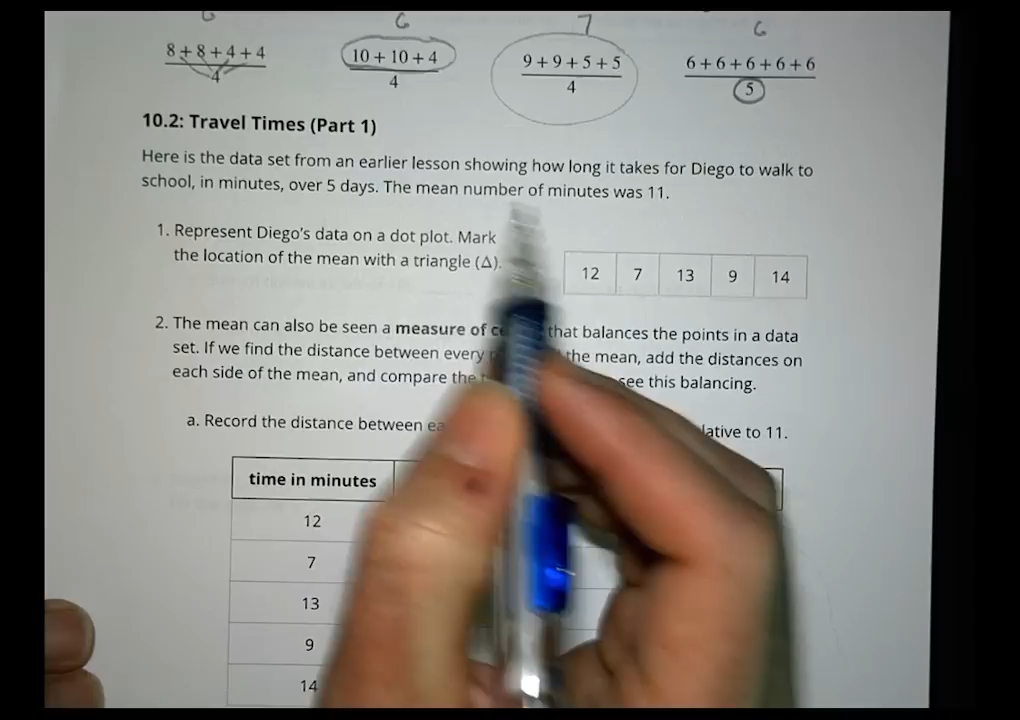 6 7 6
8 + 8 + 4 + 4 10 + 10 + 4 9 + 9 + 5 + 5 6 + 6 + 6 + 6 + 6
4 4 4 5
10.2: Travel Times (Part 1)
Here is the data set from an earlier lesson showing how long it takes for Diego to walk to
school, in minutes, over 5 days. The mean number of minutes was 11.
1. Represent Diego's data on a dot plot. Mark
the location of the mean with a triangle (Δ).
12 7 13 9 14
2. The mean can also be seen a measure of that balances the points in a data
set. If we find the distance between every the mean, add the distances on
each side of the mean, and compare the see this balancing.
a. Record the distance between to 11.
time in minutes
12
7
13
9
14